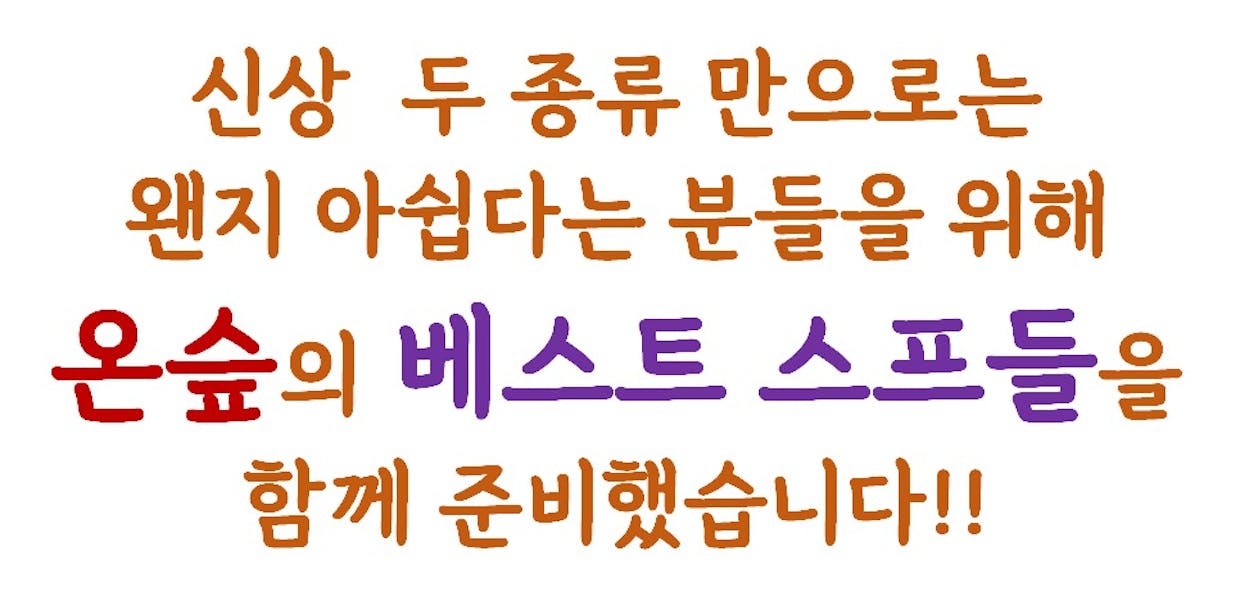 신상 두 종류 만으로는
왠지 아쉽다는 분들을 위해
온슾의 베스트 스프들을
함께 준비했습니다!!